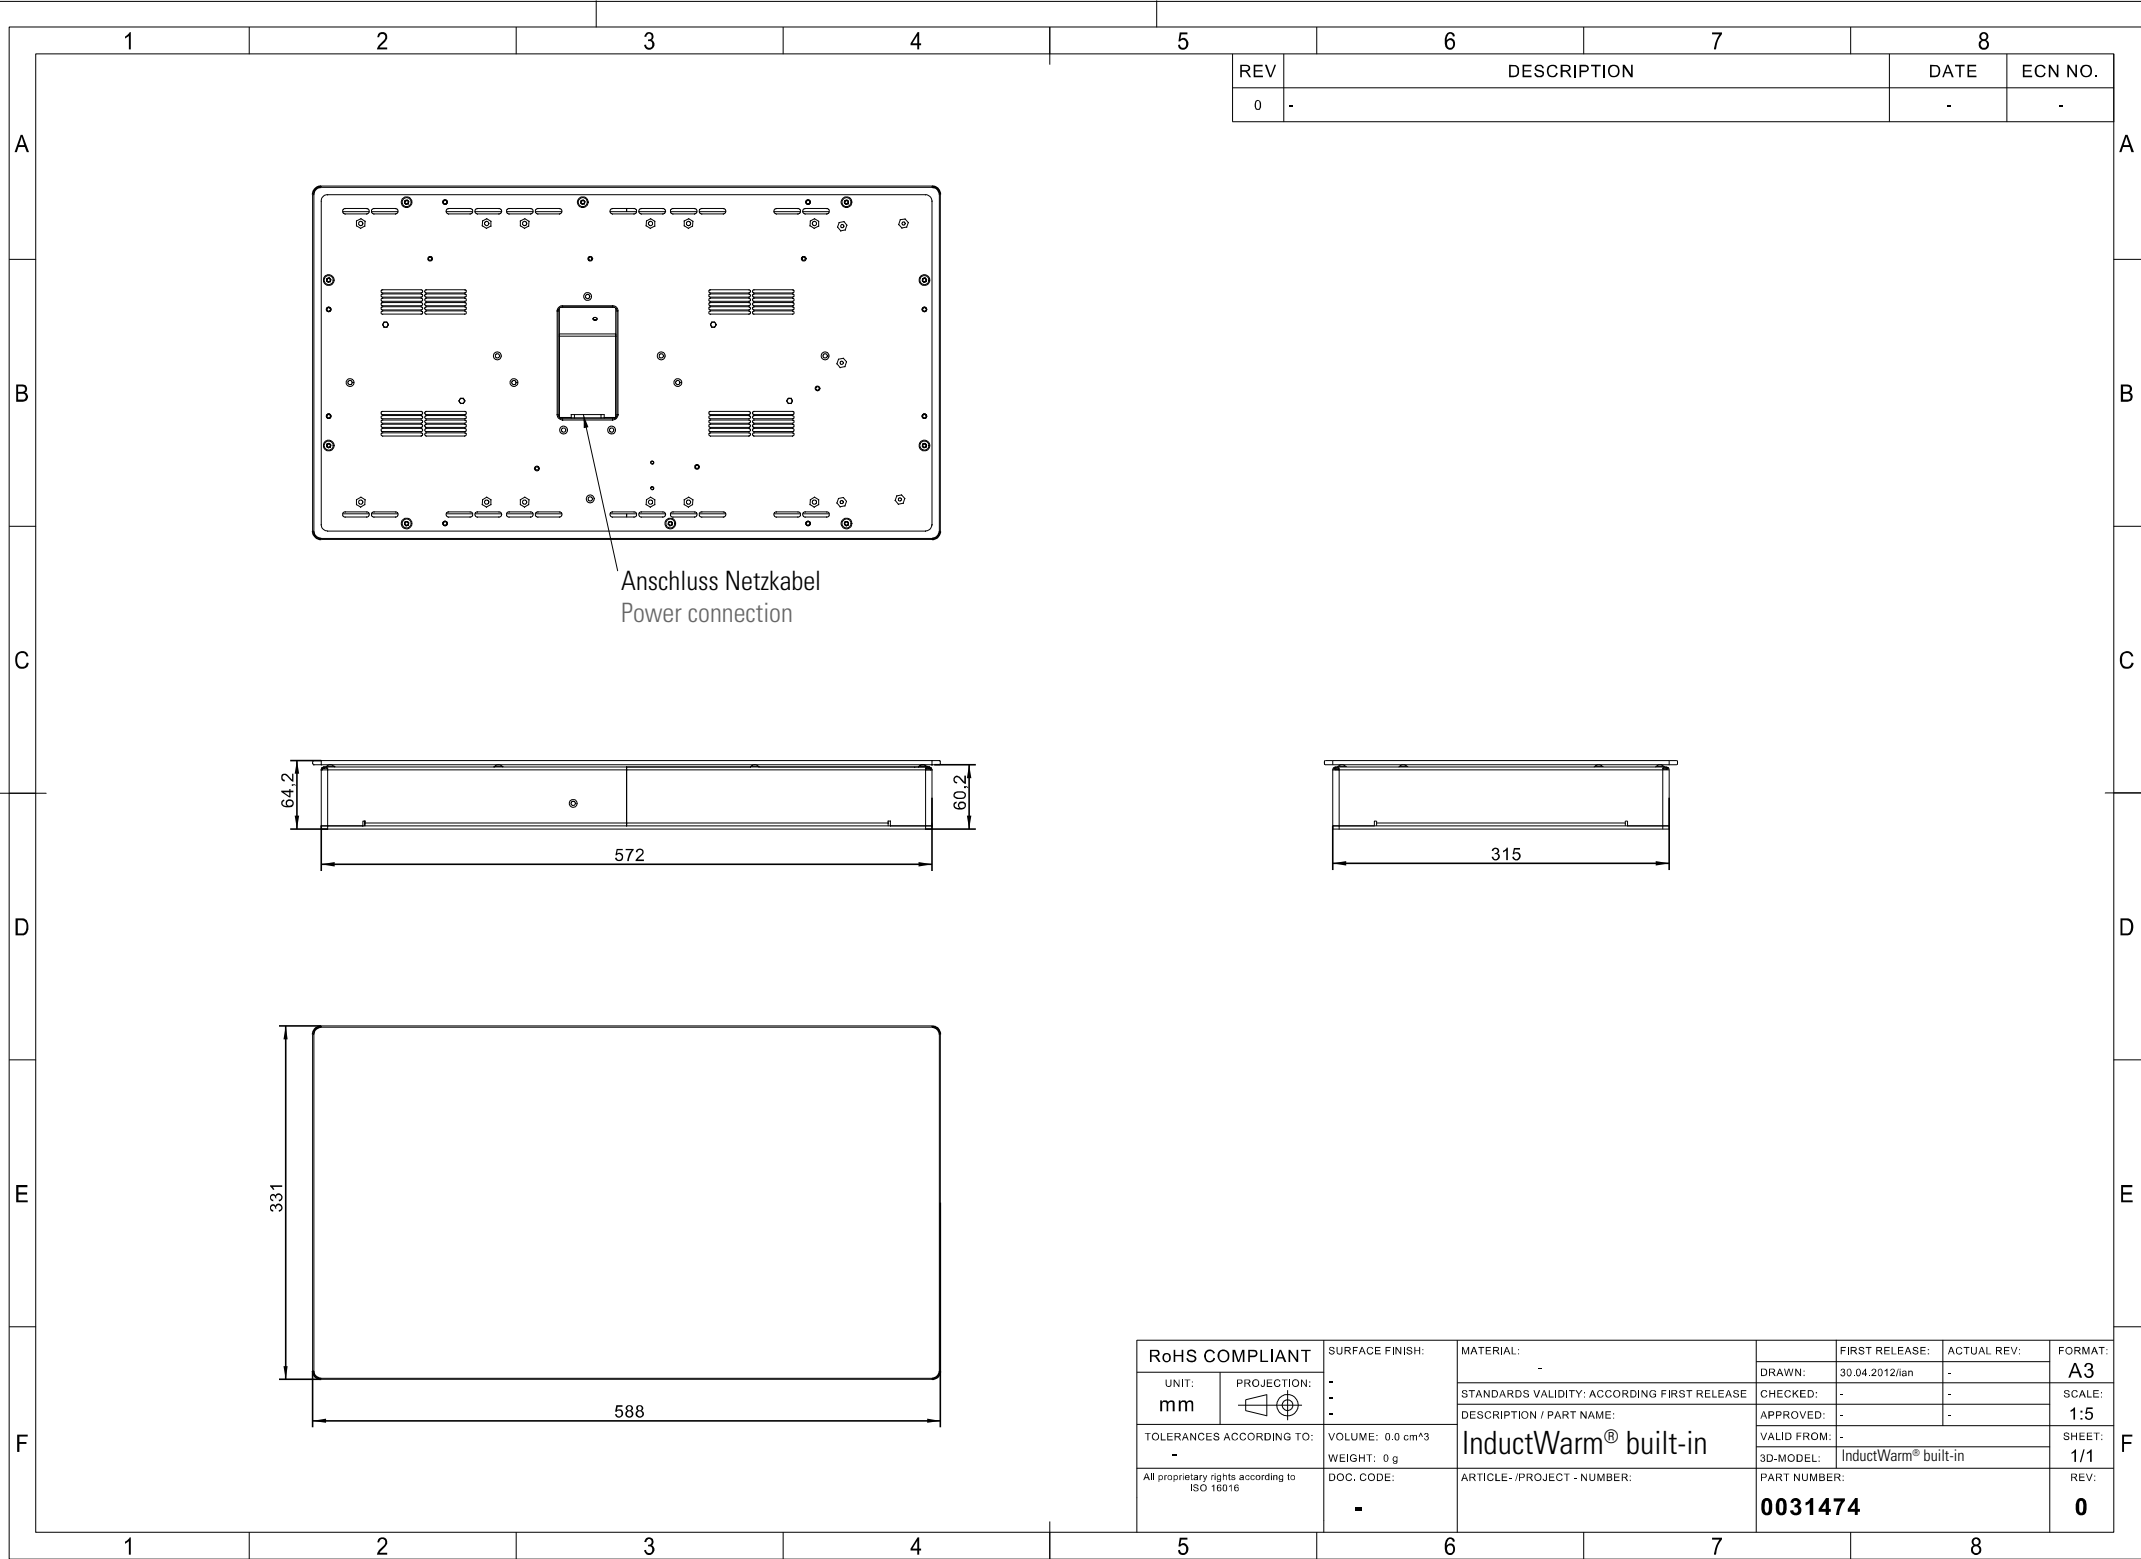 1 2 3 4 5 6 7 8
REV DESCRIPTION DATE ECN NO.
0 - - -
A A
B B
Anschluss Netzkabel
Power connection
C C
64,2 60,2
572 315
D D
331
E E
588
RoHS COMPLIANT
UNIT: PROJECTION:
mm
TOLERANCES ACCORDING TO:
-
All proprietary rights according to
ISO 16016
SURFACE FINISH:
-
-
-
VOLUME: 0.0 cm^3
WEIGHT: 0 g
DOC. CODE:
-
MATERIAL:
-
STANDARDS VALIDITY: ACCORDING FIRST RELEASE
DESCRIPTION / PART NAME:
InductWarm® built-in
ARTICLE- /PROJECT - NUMBER:
FIRST RELEASE: ACTUAL REV:
DRAWN: 30.04.2012/ian -
CHECKED: - -
APPROVED: - -
VALID FROM: -
3D-MODEL: InductWarm® built-in
PART NUMBER:
0031474
FORMAT:
A3
SCALE:
1:5
SHEET:
1/1
REV:
0
F F
1 2 3 4 5 6 7 8